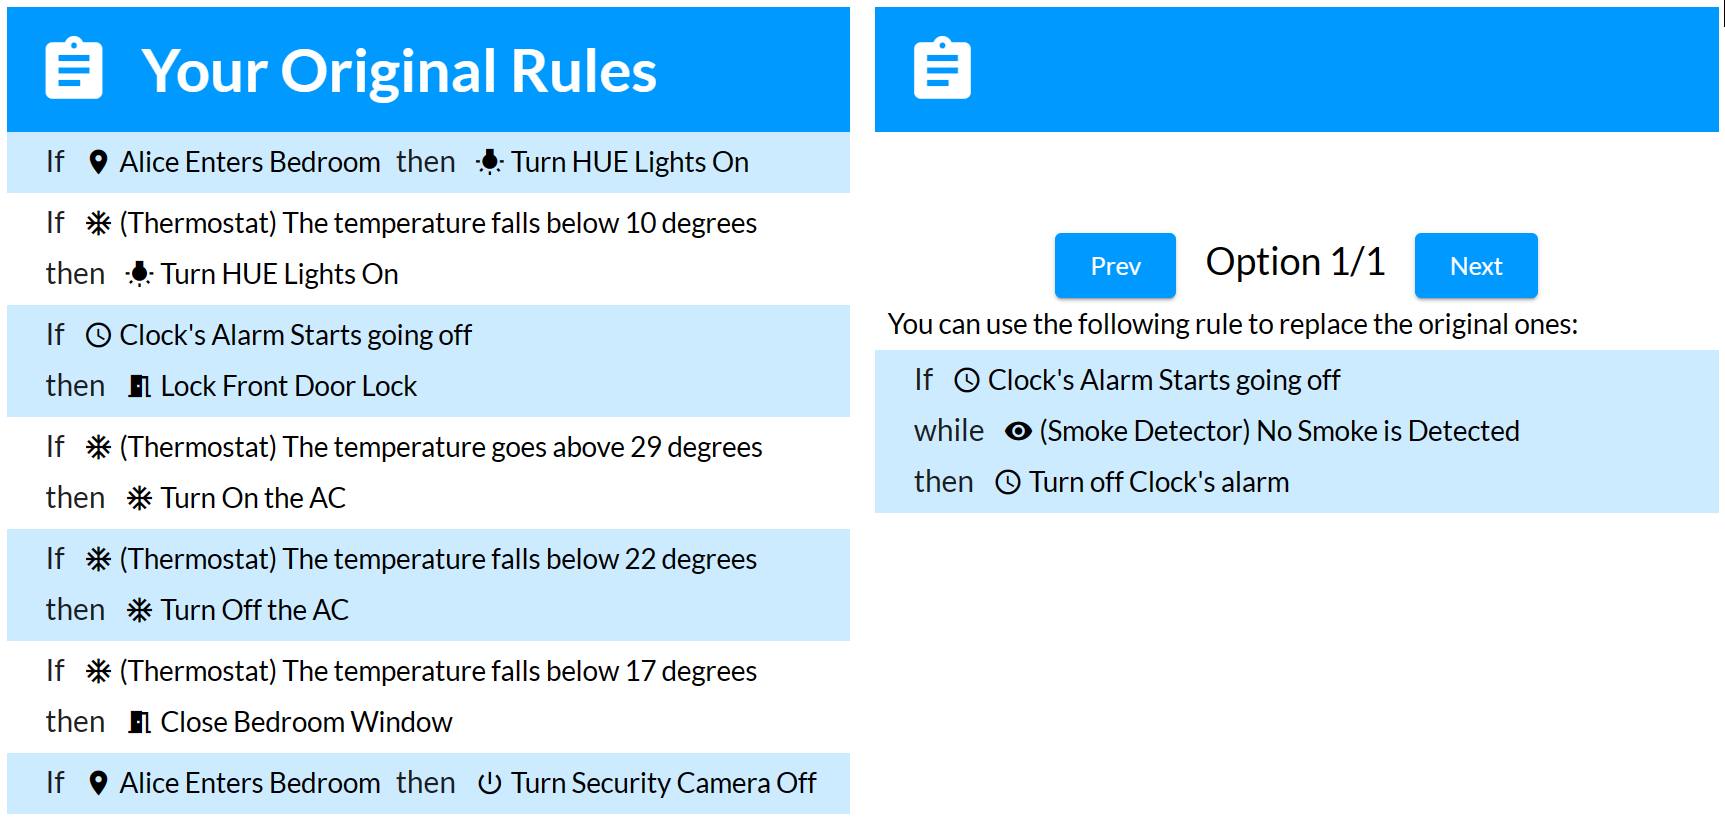 Your Original Rules
If Alice Enters Bedroom then Turn HUE Lights On
If (Thermostat) The temperature falls below 10 degrees
then Turn HUE Lights On
If Clock's Alarm Starts going off
then Lock Front Door Lock
If (Thermostat) The temperature goes above 29 degrees
then Turn On the AC
If (Thermostat) The temperature falls below 22 degrees
then Turn Off the AC
If (Thermostat) The temperature falls below 17 degrees
then Close Bedroom Window
If Alice Enters Bedroom then Turn Security Camera Off
Prev Option 1/1 Next
You can use the following rule to replace the original ones:
If Clock's Alarm Starts going off
while (Smoke Detector) No Smoke is Detected
then Turn off Clock's alarm